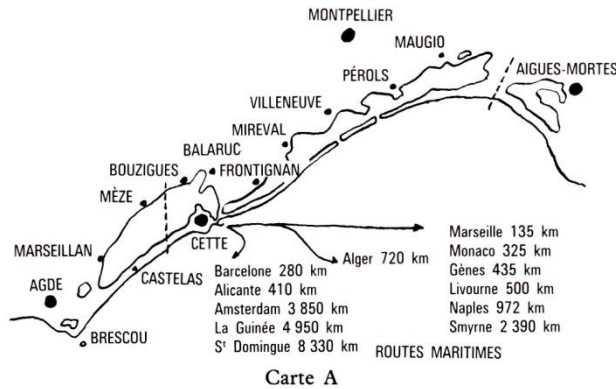 MONTPELLIER
MAUGIO
AIGUES-MORTES
PÉROLS
VILLENEUVE
MIREVAL
BALARUC
BOUZIGUES
FRONTIGNAN
MÈZE
MARSEILLAN
CETTE
AGDE
CASTELAS
BRESCOU
Alger 720 km
Barcelone 280 km
Alicante 410 km
Amsterdam 3 850 km
La Guinée 4 950 km
St Domingue 8 330 km
Marseille 135 km
Monaco 325 km
Gènes 435 km
Livourne 500 km
Naples 972 km
Smyrne 2 390 km
ROUTES MARITIMES
Carte A